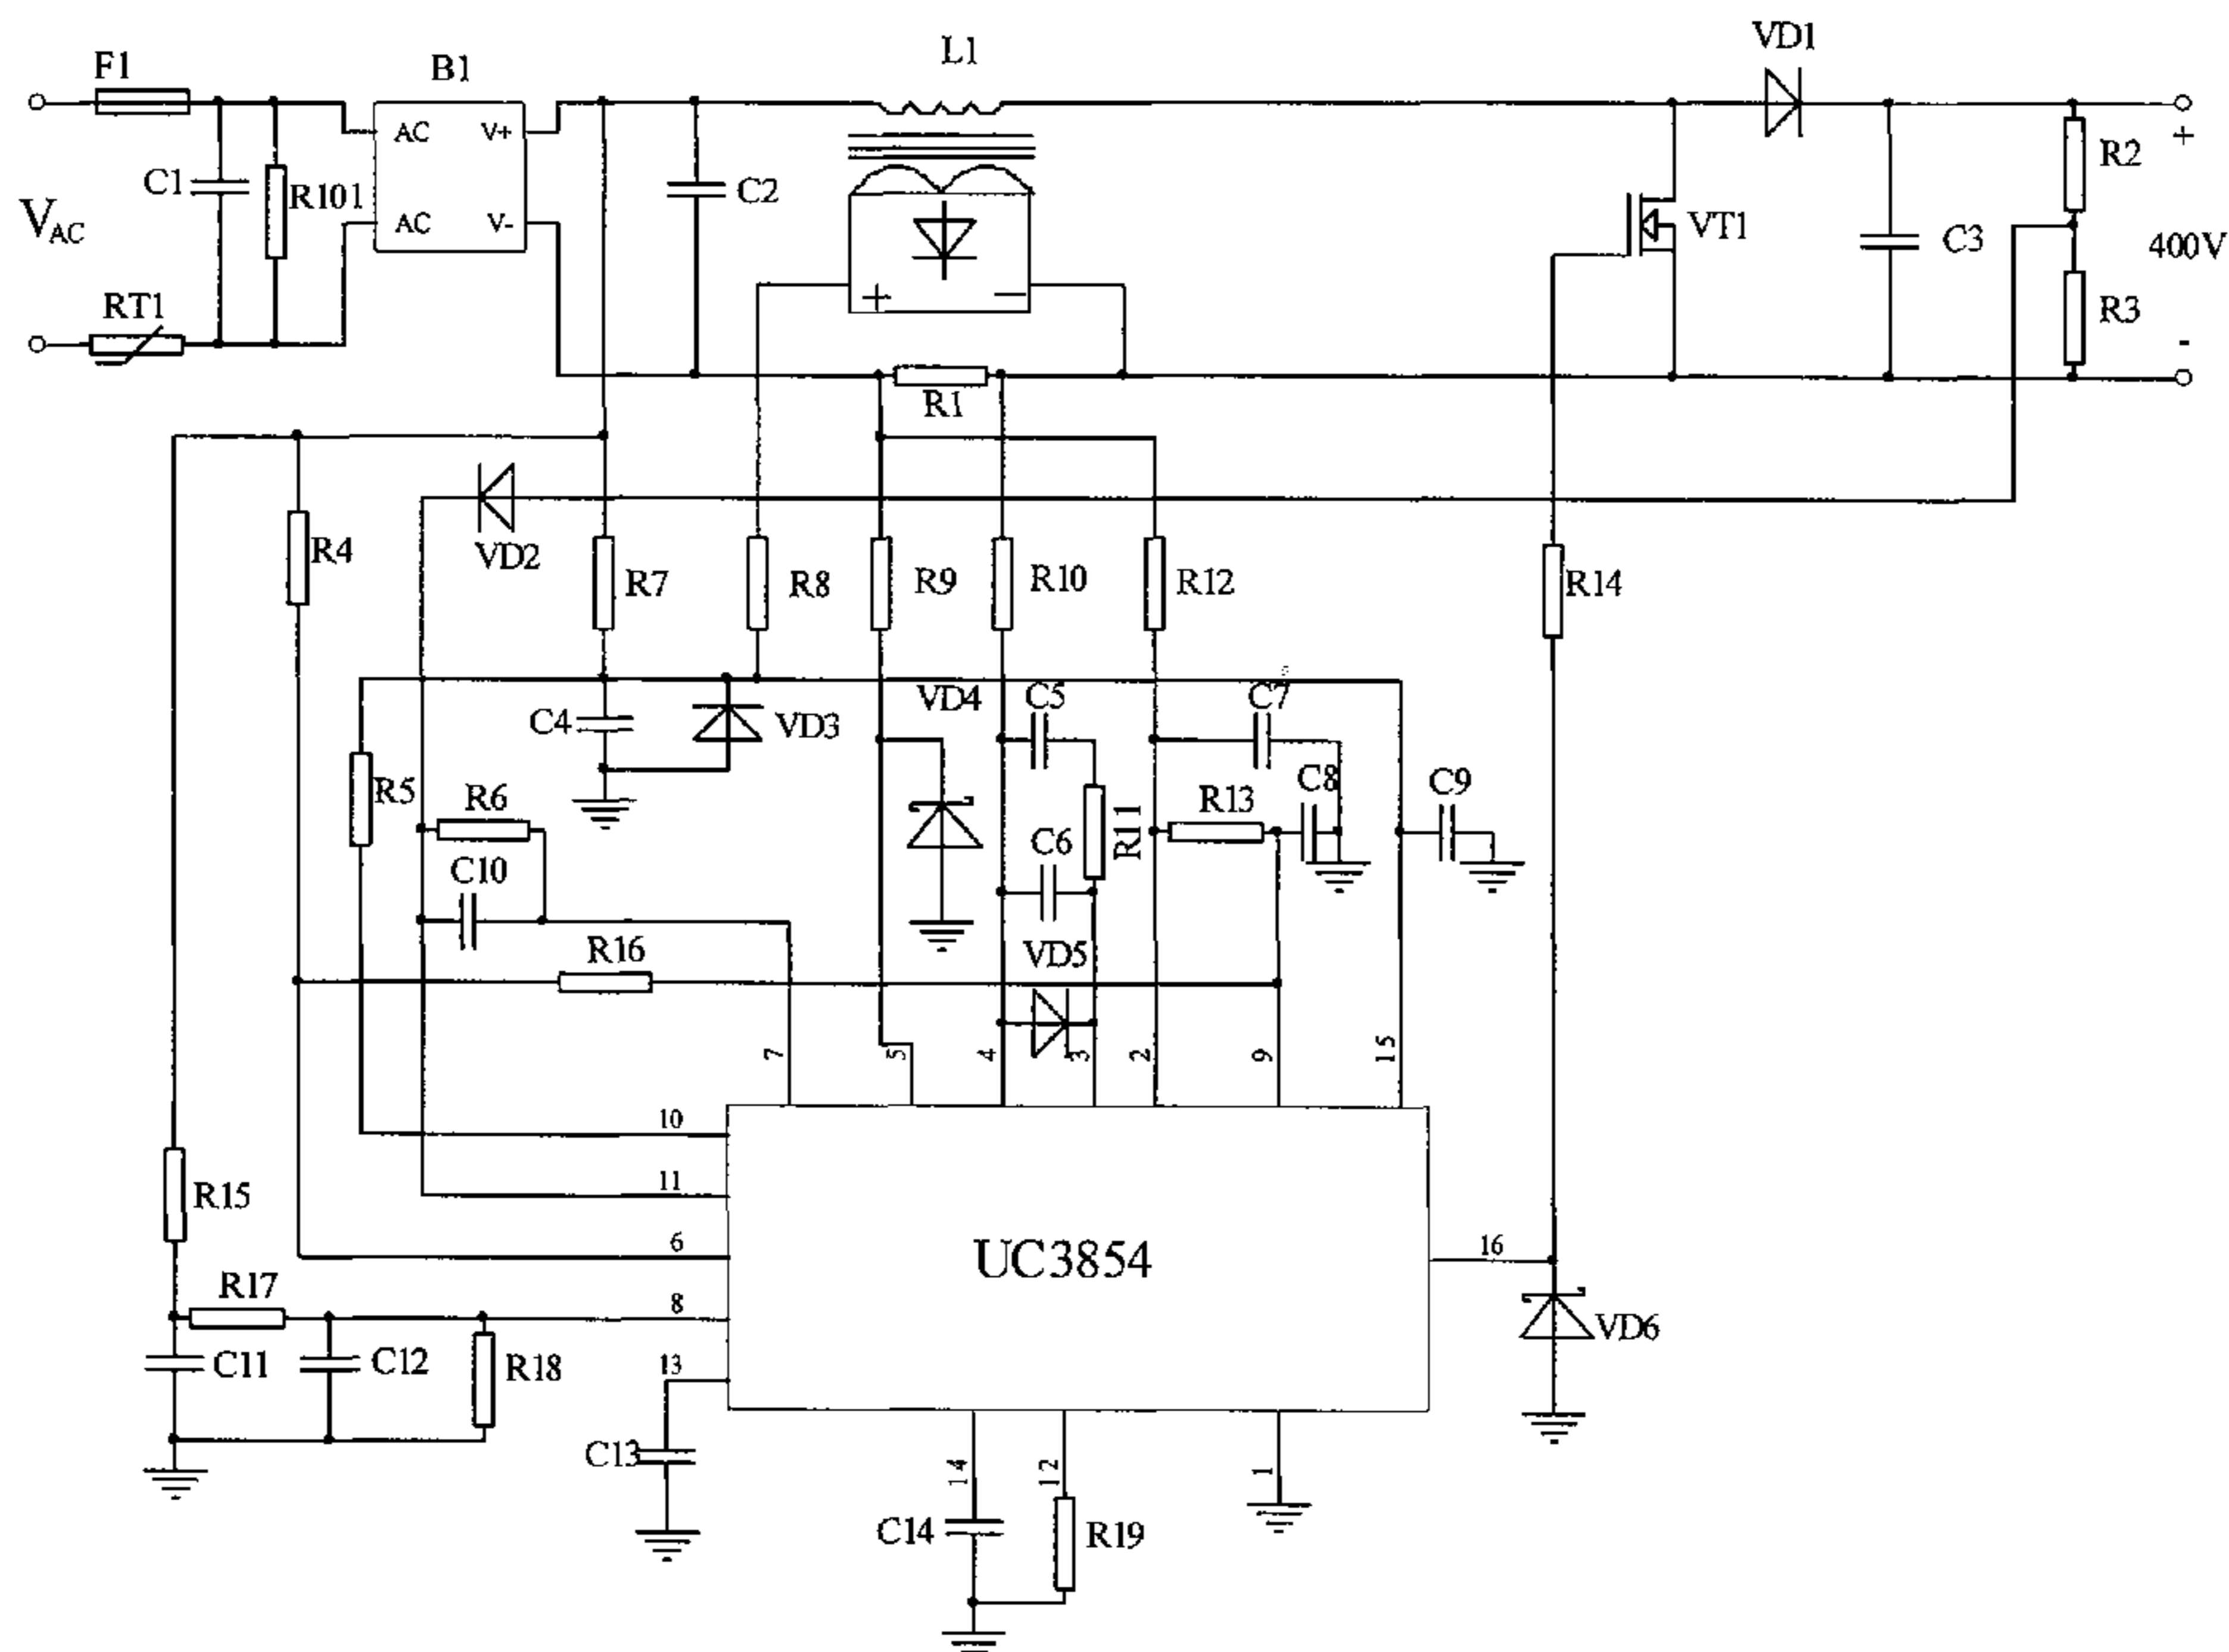 F1
B1
L1
VD1
AC
V+
C1
R101
AC
V-
C2
VAC
RT1
+
−
VT1
C3
R2
+
400V
R3
-
R1
R4
VD2
R7
R8
R9
R10
R12
R14
C4
VD3
VD4
C5
C7
R5
R6
C10
C6
R11
R13
C8
C9
R16
VD5
7
5
4
3
2
9
15
10
11
6
8
13
UC3854
16
R15
R17
C11
C12
R18
VD6
C13
14
12
1
C14
R19